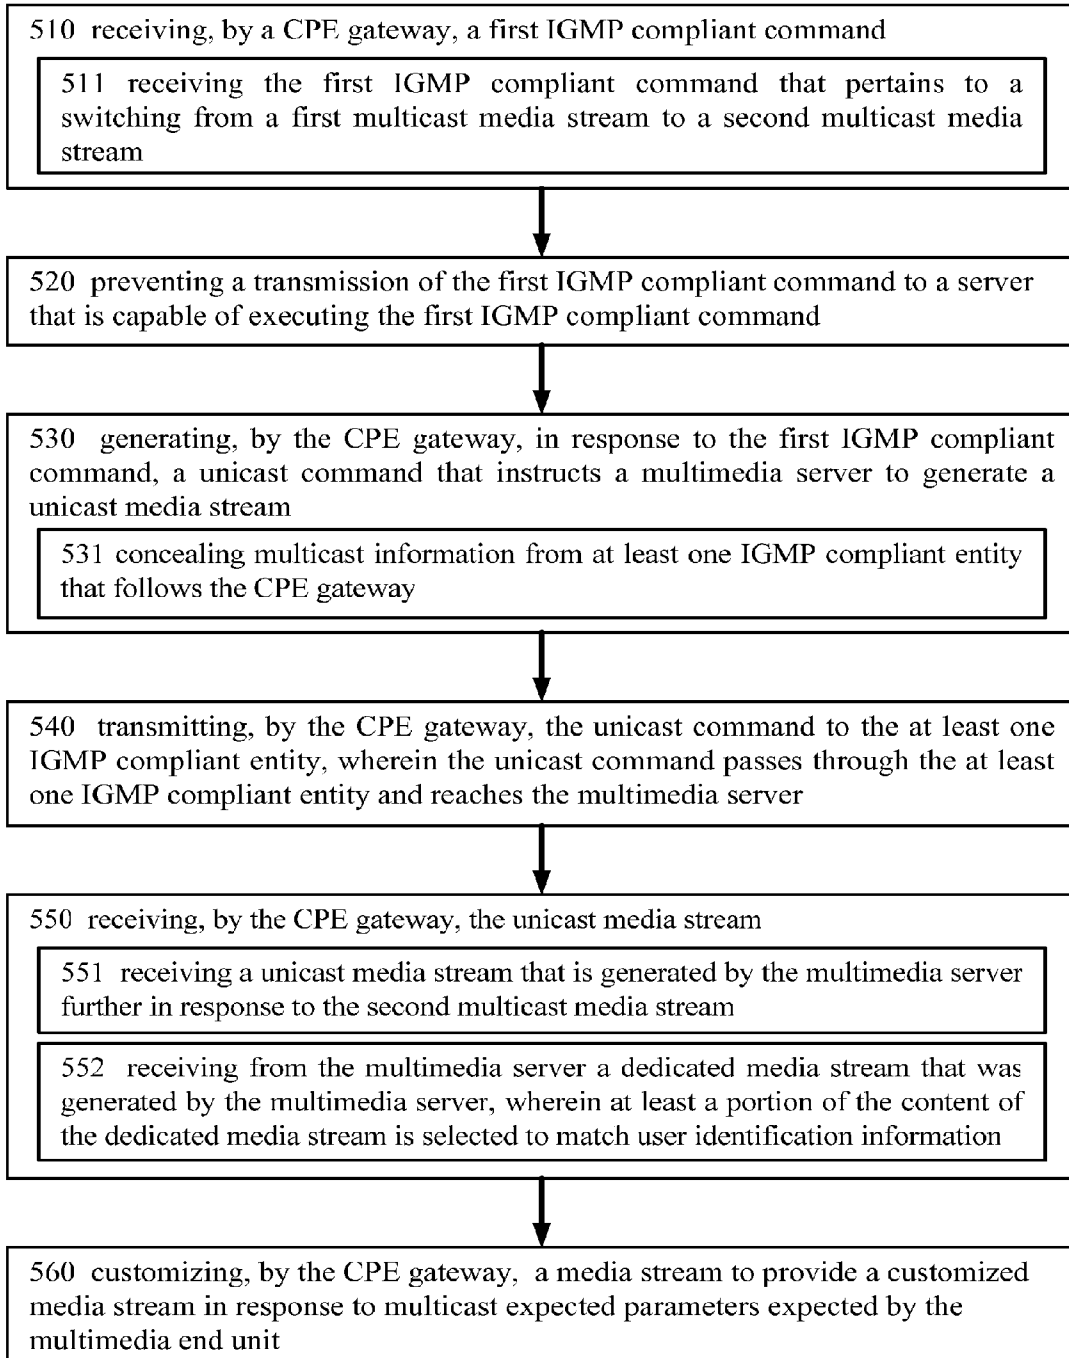 510 receiving, by a CPE gateway, a first IGMP compliant command
511 receiving the first IGMP compliant command that pertains to a
switching from a first multicast media stream to a second multicast media
stream
520 preventing a transmission of the first IGMP compliant command to a server
that is capable of executing the first IGMP compliant command
530 generating, by the CPE gateway, in response to the first IGMP compliant
command, a unicast command that instructs a multimedia server to generate a
unicast media stream
531 concealing multicast information from at least one IGMP compliant entity
that follows the CPE gateway
540 transmitting, by the CPE gateway, the unicast command to the at least one
IGMP compliant entity, wherein the unicast command passes through the at least
one IGMP compliant entity and reaches the multimedia server
550 receiving, by the CPE gateway, the unicast media stream
551 receiving a unicast media stream that is generated by the multimedia server
further in response to the second multicast media stream
552 receiving from the multimedia server a dedicated media stream that was
generated by the multimedia server, wherein at least a portion of the content of
the dedicated media stream is selected to match user identification information
560 customizing, by the CPE gateway, a media stream to provide a customized
media stream in response to multicast expected parameters expected by the
multimedia end unit